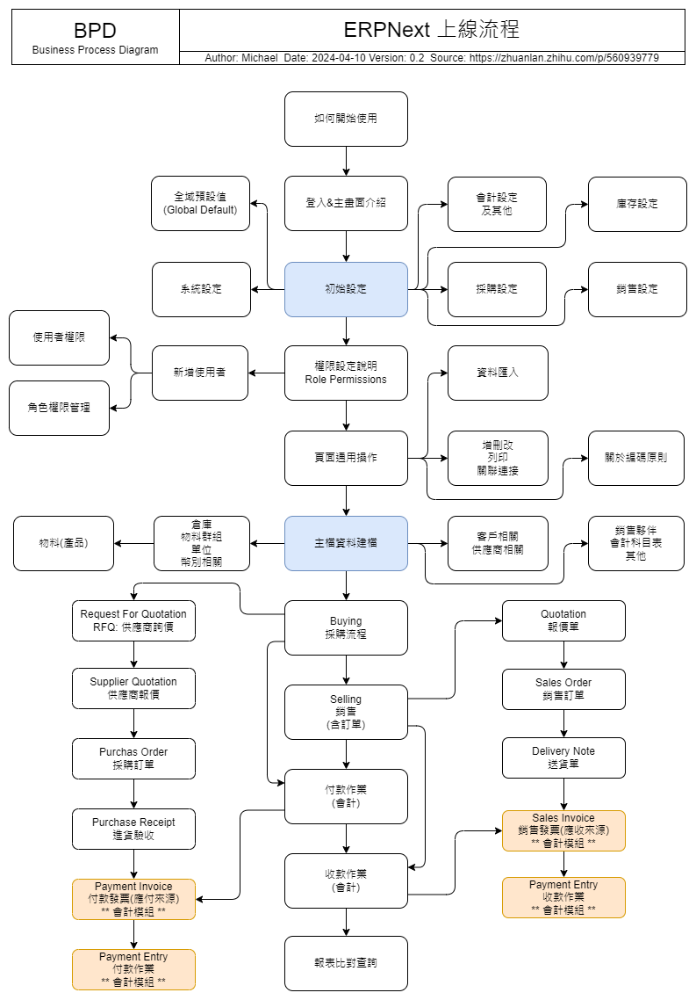 BPD
Business Process Diagram
ERPNext 上線流程
Author: Michael  Date: 2024-04-10 Version: 0.2  Source: https://zhuanlan.zhihu.com/p/560939779
如何開始使用
全域預設值
(Global Default)
登入&主畫面介紹
會計設定
及其他
庫存設定
系統設定
初始設定
採購設定
銷售設定
使用者權限
新增使用者
權限設定說明
Role Permissions
資料匯入
角色權限管理
頁面通用操作
增刪改
列印
關聯連接
關於編碼原則
物料(產品)
倉庫
物料群組
單位
幣別相關
主檔資料建檔
客戶相關
供應商相關
銷售夥伴
會計科目表
其他
Request For Quotation
RFQ: 供應商詢價
Buying
採購流程
Quotation
報價單
Supplier Quotation
供應商報價
Selling
銷售
(含訂單)
Sales Order
銷售訂單
Purchas Order
採購訂單
付款作業
(會計)
Delivery Note
送貨單
Purchase Receipt
進貨驗收
Sales Invoice
銷售發票(應收來源)
** 會計模組 **
Payment Invoice
付款發票(應付來源)
** 會計模組 **
收款作業
(會計)
Payment Entry
收款作業
** 會計模組 **
Payment Entry
付款作業
** 會計模組 **
報表比對查詢